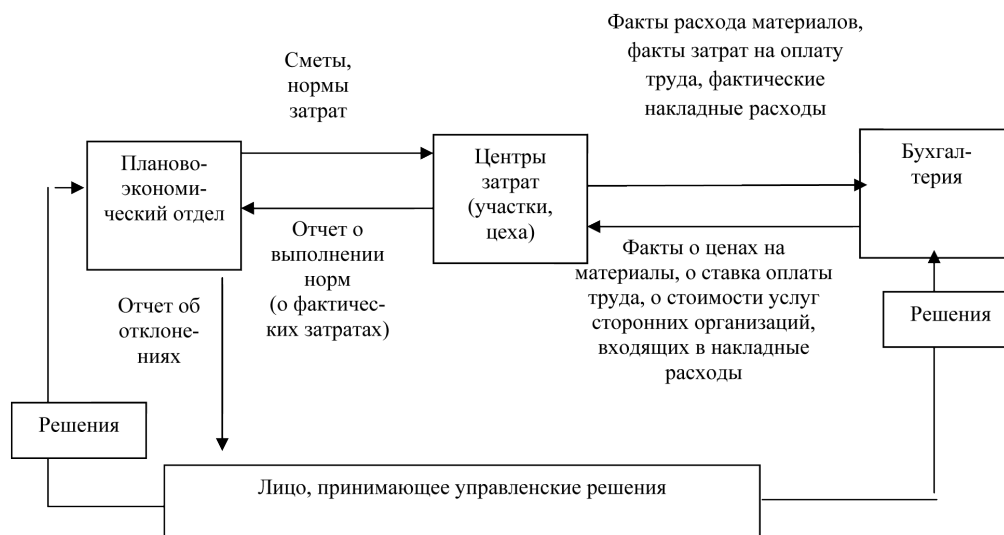 Факты расхода материалов,
факты затрат на оплату
труда, фактические
накладные расходы
Сметы,
нормы
затрат
Планово-
экономи-
ческий отдел
Центры
затрат
(участки,
цеха)
Бухгал-
терия
Отчет о
выполнении
норм
(о фактичес-
ких затратах)
Факты о ценах на
материалы, о ставка оплаты
труда, о стоимости услуг
сторонних организаций,
входящих в накладные
расходы
Отчет об
отклоне-
ниях
Решения
Решения
Лицо, принимающее управленские решения